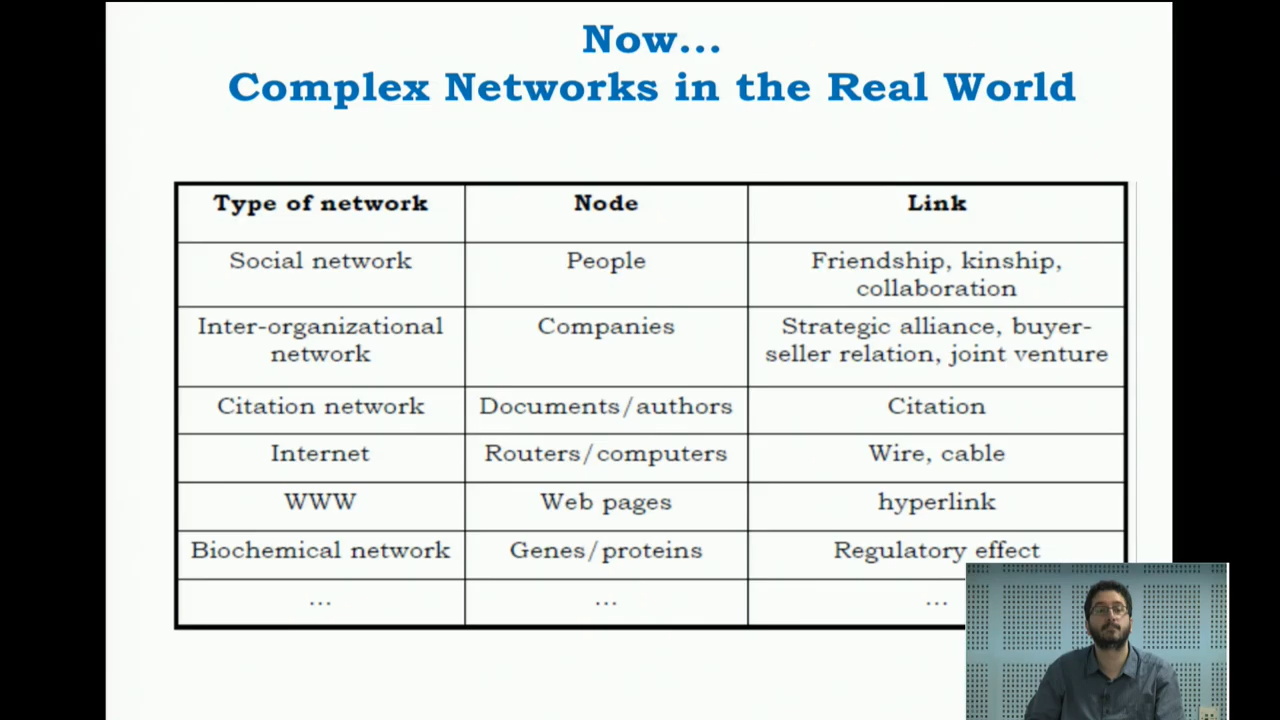 Now...
Complex Networks in the Real World
Type of network Node Link
Social network People Friendship, kinship,
collaboration
Inter-organizational
network Companies Strategic alliance, buyer-
seller relation, joint venture
Citation network Documents/authors Citation
Internet Routers/computers Wire, cable
WWW Web pages hyperlink
Biochemical network Genes/proteins Regulatory effect
... ... ...